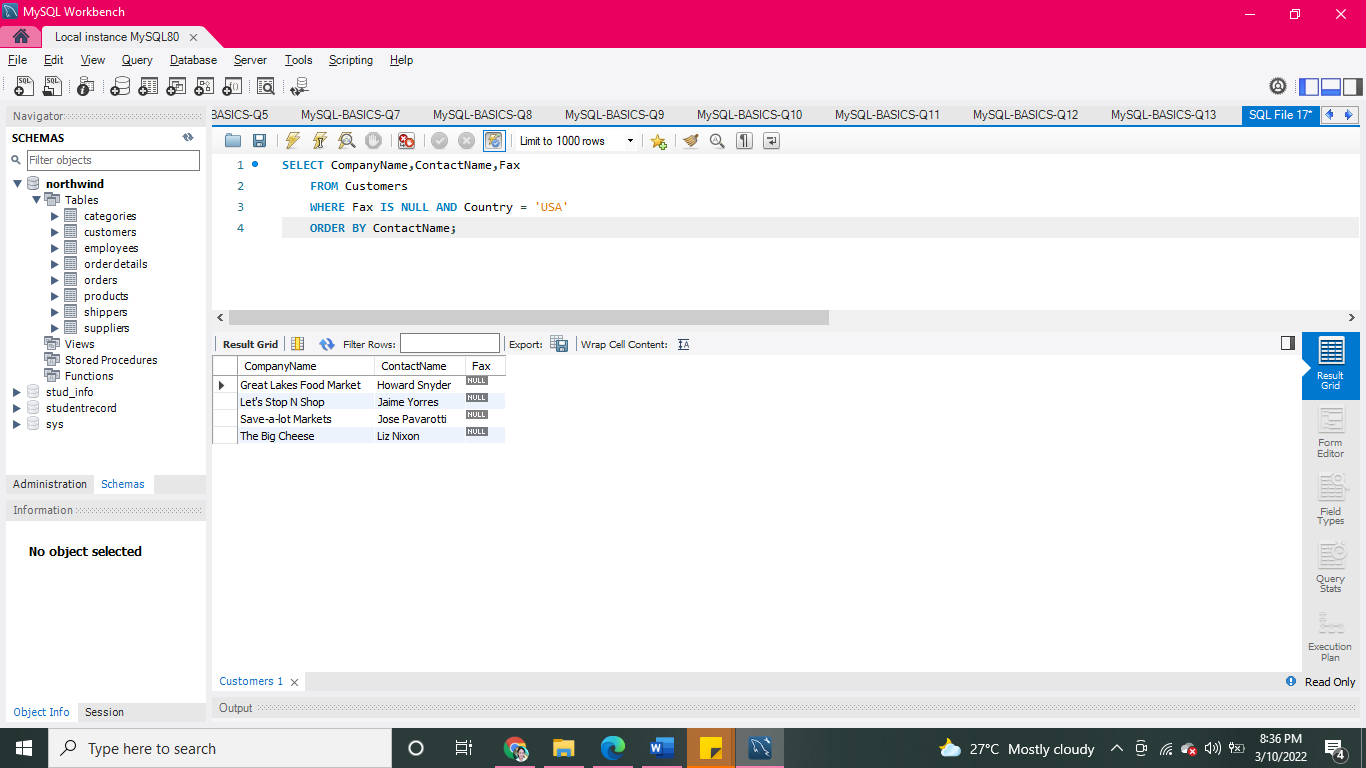 MySQL Workbench
Local instance MySQL80
File Edit View Query Database Server Tools Scripting Help
Navigator
SCHEMAS
Filter objects
northwind
Tables
categories
customers
employees
orderdetails
orders
products
shippers
suppliers
Views
Stored Procedures
Functions
stud_info
studentrecord
sys
Administration Schemas
Information
No object selected
Object Info Session
BASICS-Q5 MySQL-BASICS-Q7 MySQL-BASICS-Q8 MySQL-BASICS-Q9 MySQL-BASICS-Q10 MySQL-BASICS-Q11 MySQL-BASICS-Q12 MySQL-BASICS-Q13 SQL File 17*
Limit to 1000 rows
1 SELECT CompanyName,ContactName,Fax
2 FROM Customers
3 WHERE Fax IS NULL AND Country = 'USA'
4 ORDER BY ContactName;
Result Grid Filter Rows: Export: Wrap Cell Content:
CompanyName ContactName Fax
Great Lakes Food Market Howard Snyder NULL
Let's Stop N Shop Jaime Yorres NULL
Save-a-lot Markets Jose Pavarotti NULL
The Big Cheese Liz Nixon NULL
Result
Grid
Form
Editor
Field
Types
Query
Stats
Execution
Plan
Customers 1
Read Only
Output
Type here to search
27°C Mostly cloudy
8:36 PM
3/10/2022
4